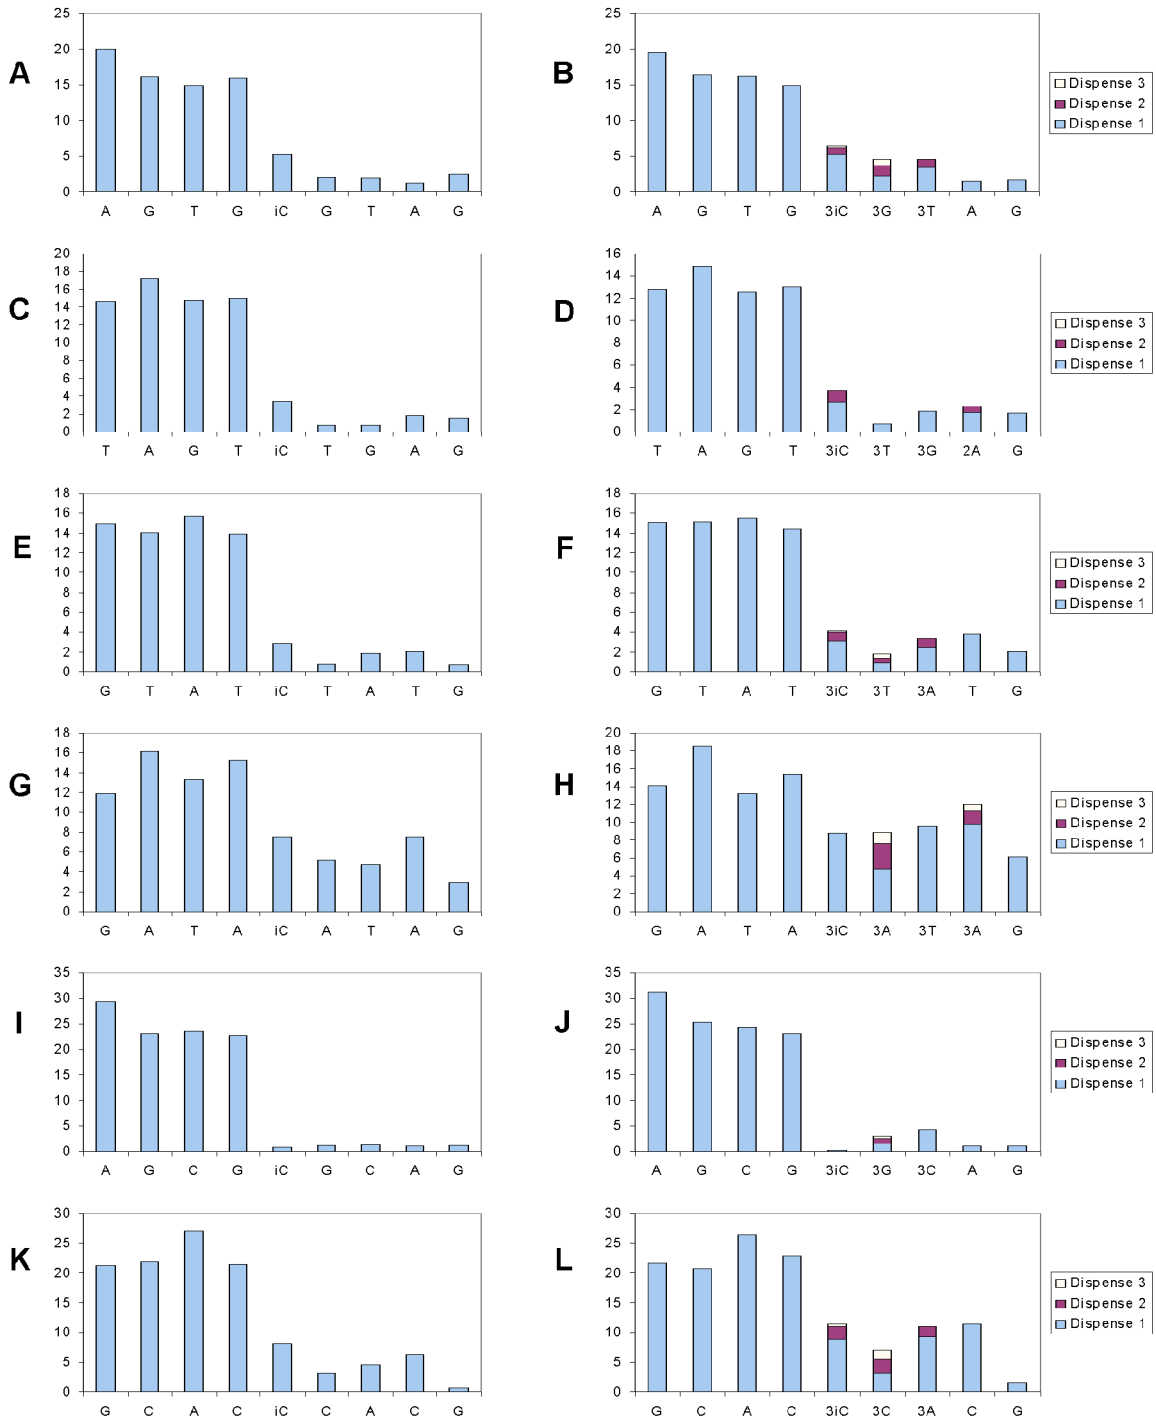 A
25
20
15
10
5
0
A G T G iC G T A G
B
25
20
15
10
5
0
A G T G 3iC 3G 3T A G
Dispense 3
Dispense 2
Dispense 1
C
20
18
16
14
12
10
8
6
4
2
0
T A G T iC T G A G
D
16
14
12
10
8
6
4
2
0
T A G T 3iC 3T 3G 2A G
Dispense 3
Dispense 2
Dispense 1
E
18
16
14
12
10
8
6
4
2
0
G T A T iC T A T G
F
18
16
14
12
10
8
6
4
2
0
G T A T 3iC 3T 3A T G
Dispense 3
Dispense 2
Dispense 1
G
18
16
14
12
10
8
6
4
2
0
G A T A iC A T A G
H
20
18
16
14
12
10
8
6
4
2
0
G A T A 3iC 3A 3T 3A G
Dispense 3
Dispense 2
Dispense 1
I
35
30
25
20
15
10
5
0
A G C G iC G C A G
J
35
30
25
20
15
10
5
0
A G C G 3iC 3G 3C A G
Dispense 3
Dispense 2
Dispense 1
K
30
25
20
15
10
5
0
G C A C iC C A C G
L
30
25
20
15
10
5
0
G C A C 3iC 3C 3A C G
Dispense 3
Dispense 2
Dispense 1